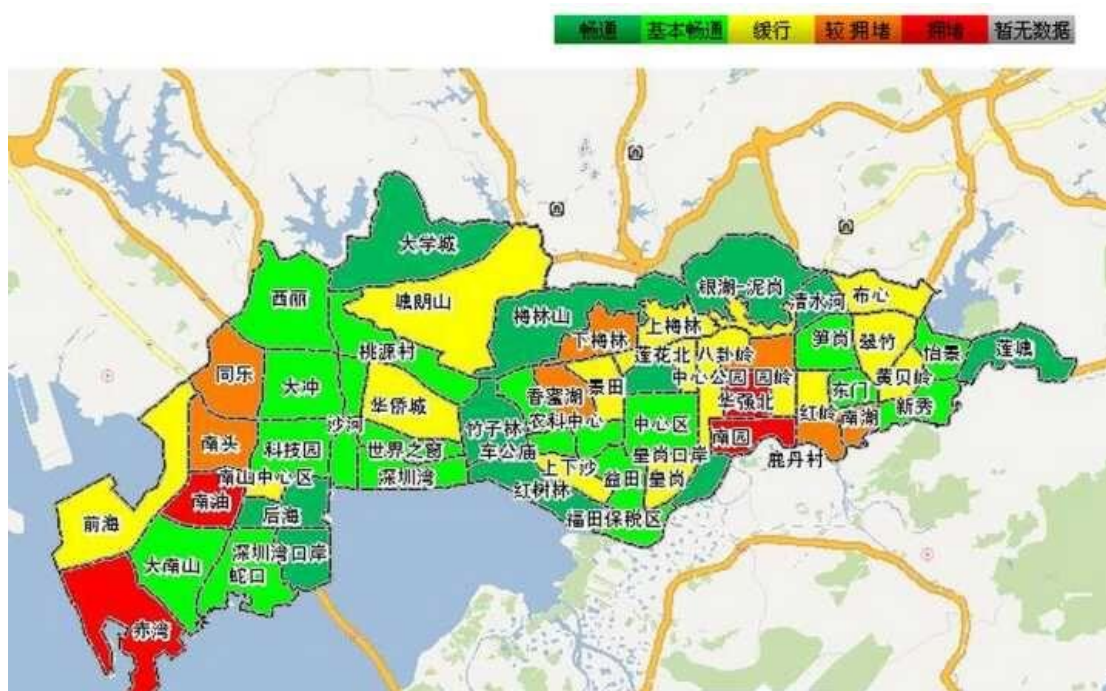 畅通 基本畅通 缓行 较拥堵 拥堵 暂无数据
大学城
银湖-泥岗
西丽
塘朗山
清水河
布心
梅林山
上梅林
下梅林
笋岗
翠竹
怡景
莲塘
桃源村
莲花北
八卦岭
同乐
大冲
中心公园
园岭
黄贝岭
景田
香蜜湖
华侨城
华强北
东门
新秀
红岭
南湖
沙河
农科中心
中心区
竹子林
南园
南头
科技园
世界之窗
车公庙
皇岗口岸
鹿丹村
南山中心区
深圳湾
上下沙
益田
皇岗
红树林
南油
后海
福田保税区
前海
大南山
深圳湾口岸
蛇口
赤湾